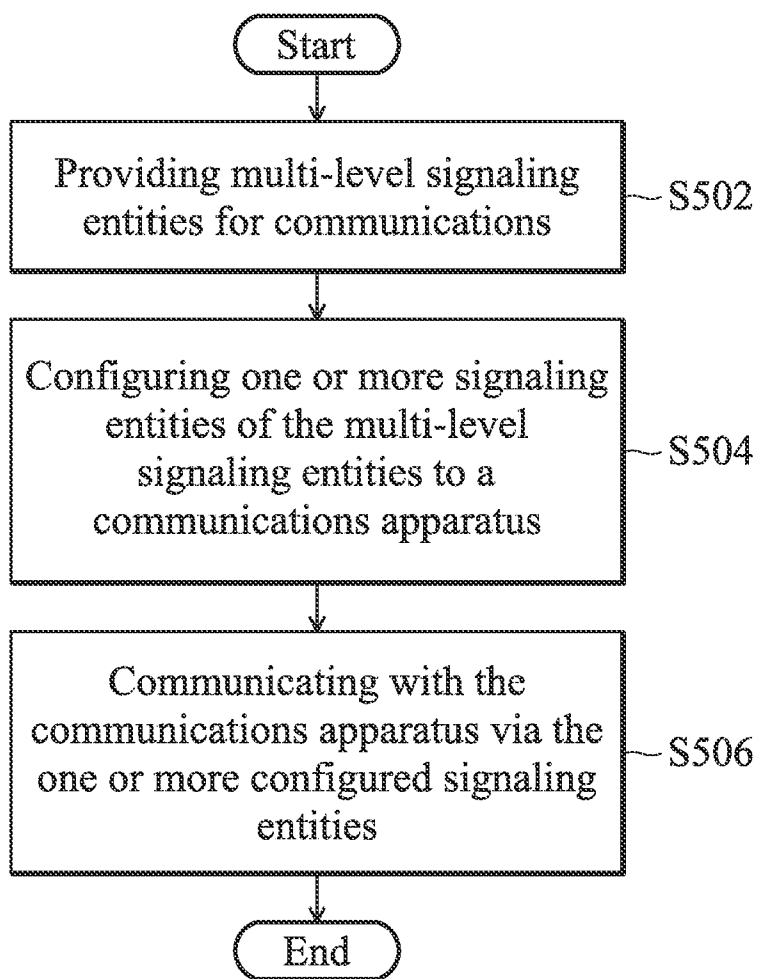 Start
Providing multi-level signaling
entities for communications
S502
Configuring one or more signaling
entities of the multi-level
signaling entities to a
communications apparatus
S504
Communicating with the
communications apparatus via the
one or more configured signaling
entities
S506
End